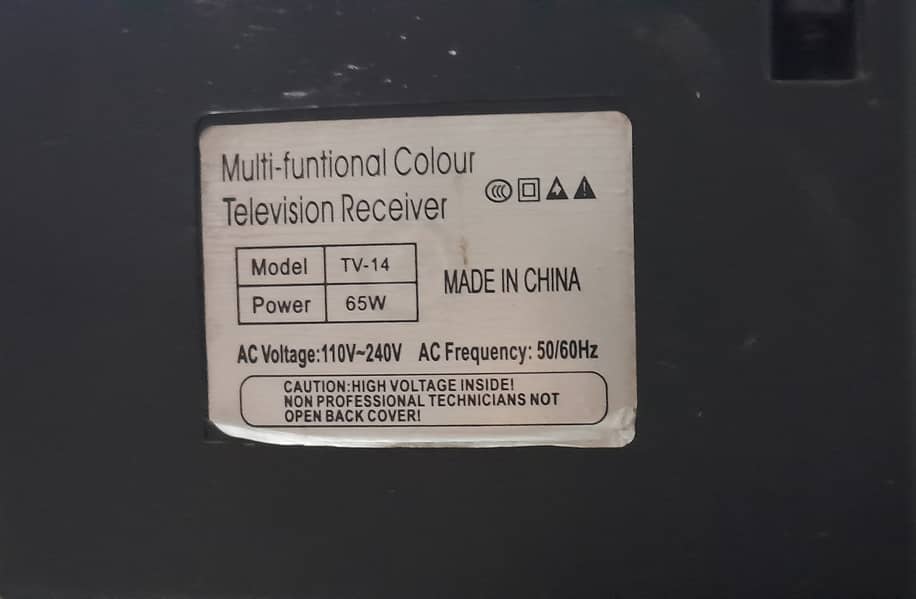 Multi-funtional Colour
Television Receiver
Model TV-14
Power 65W
MADE IN CHINA
AC Voltage:110V~240V AC Frequency: 50/60Hz
CAUTION:HIGH VOLTAGE INSIDE!
NON PROFESSIONAL TECHNICIANS NOT
OPEN BACK COVER!